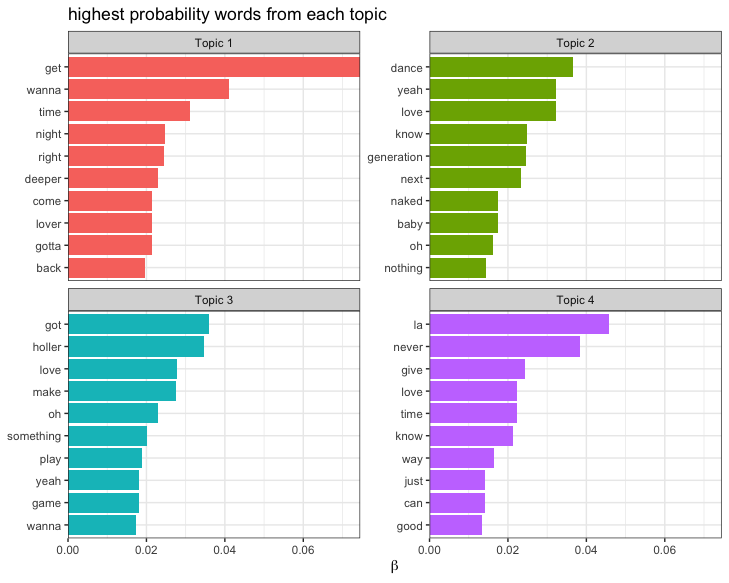 highest probability words from each topic
Topic 1
get
wanna
time
night
right
deeper
come
lover
gotta
back
Topic 2
dance
yeah
love
know
generation
next
naked
baby
oh
nothing
Topic 3
got
holler
love
make
oh
something
play
yeah
game
wanna
0.00 0.02 0.04 0.06
Topic 4
la
never
give
love
time
know
way
just
can
good
0.00 0.02 0.04 0.06
β